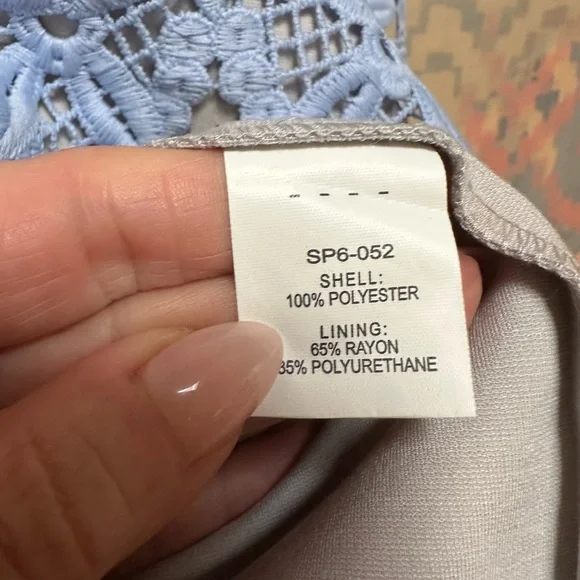 SP6-052
SHELL:
100% POLYESTER
LINING:
65% RAYON
35% POLYURETHANE